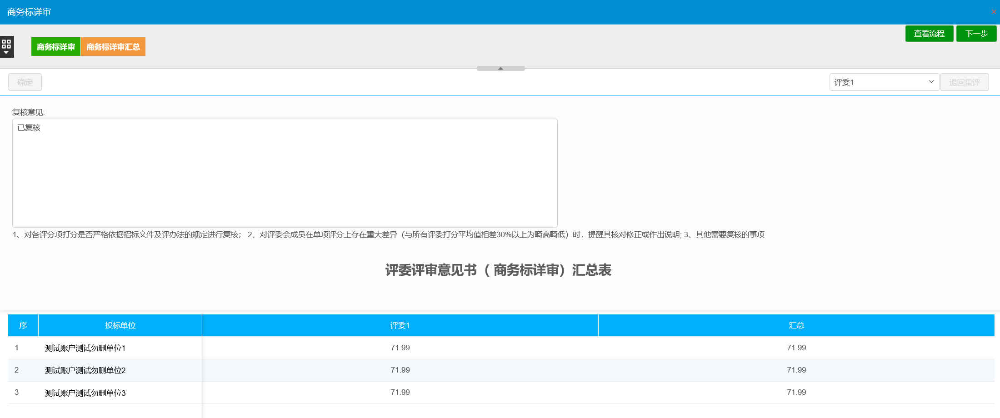 商务标详审
×
查看流程 下一步
商务标详审 商务标详审汇总
确定 评委1 退回重评
复核意见:
已复核
1、对各评分项打分是否严格依据招标文件及评办法的规定进行复核； 2、对评委会成员在单项评分上存在重大差异（与所有评委打分平均值相差30%以上为畸高畸低）时，提醒其核对修正或作出说明; 3、其他需要复核的事项
评委评审意见书（ 商务标详审）汇总表
序 投标单位 评委1 汇总
1 测试账户测试勿删单位1 71.99 71.99
2 测试账户测试勿删单位2 71.99 71.99
3 测试账户测试勿删单位3 71.99 71.99